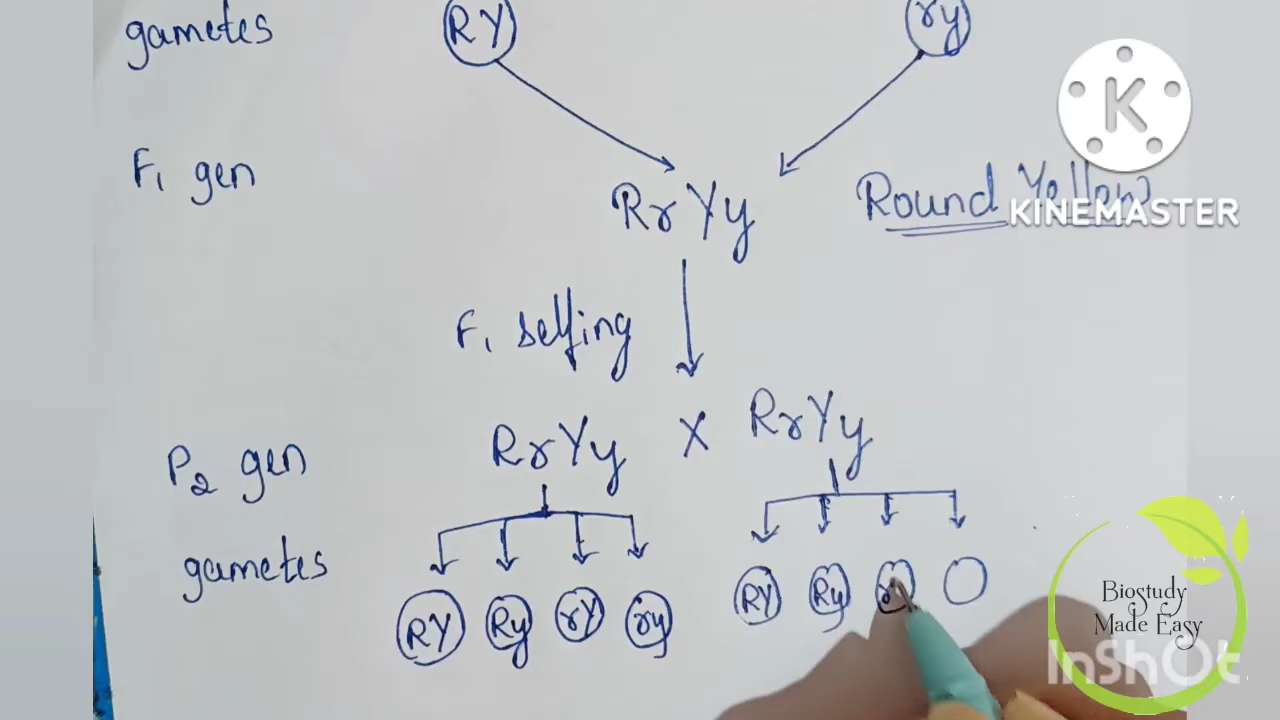 gametes RY ry
F1 gen RrYy Round Yellow
KINEMASTER
F1 selfing
P2 gen RrYy X RrYy
gametes RY Ry rY ry RY Ry
Biostudy
Made Easy
InShOt